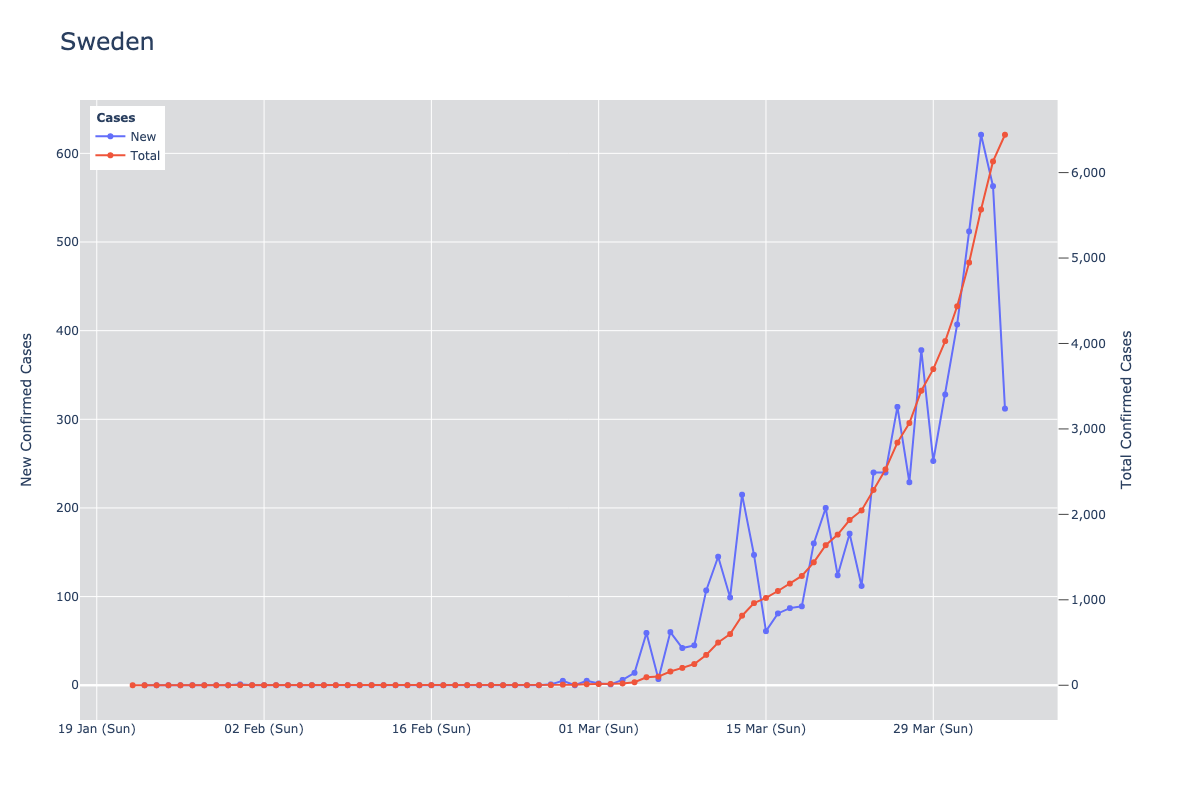 Sweden
Cases
New
Total
600
500
400
300
200
100
0
6,000
5,000
4,000
3,000
2,000
1,000
0
New Confirmed Cases
Total Confirmed Cases
19 Jan (Sun) 02 Feb (Sun) 16 Feb (Sun) 01 Mar (Sun) 15 Mar (Sun) 29 Mar (Sun)